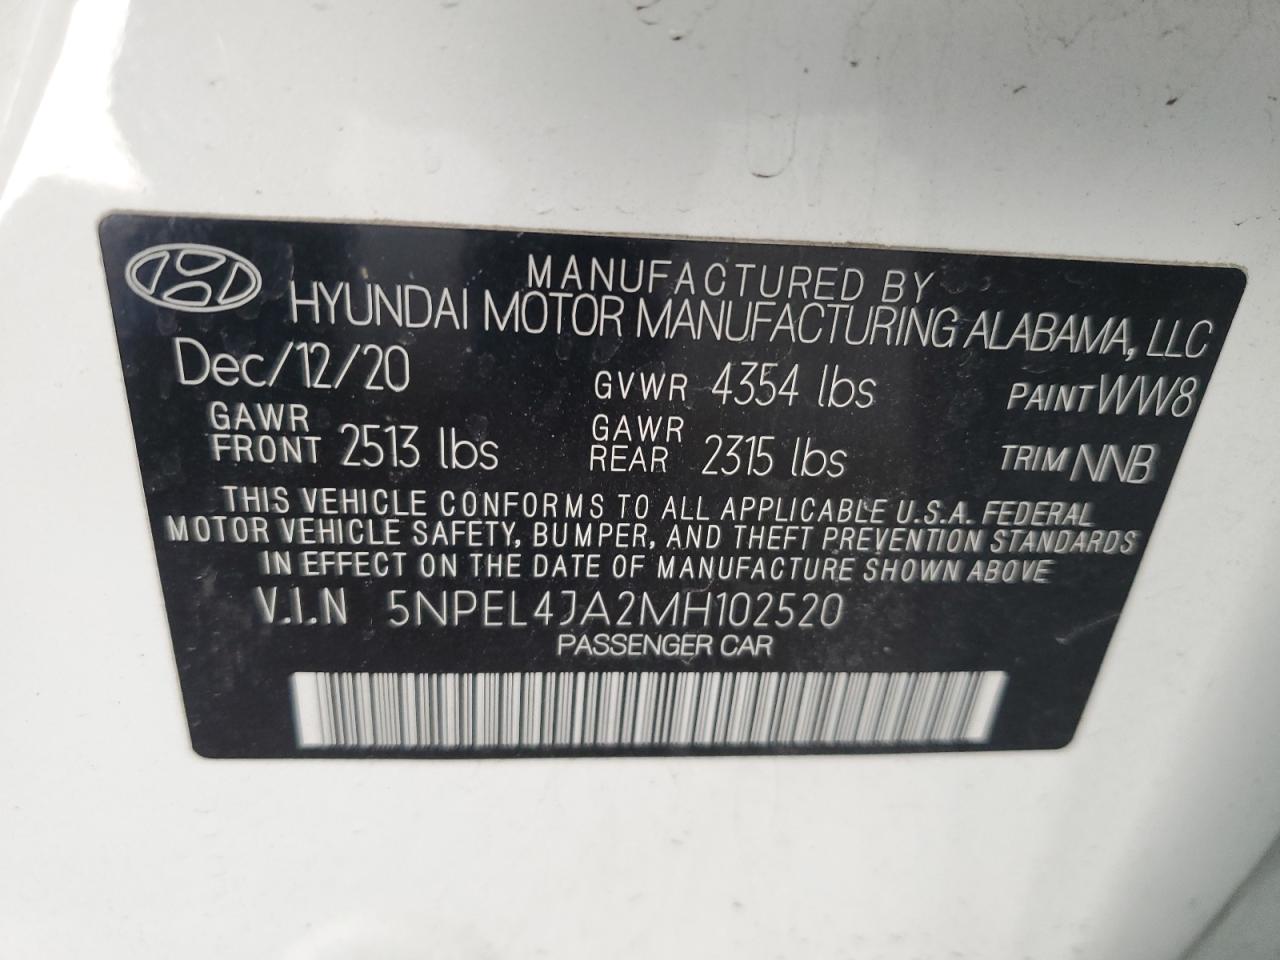 MANUFACTURED BY
HYUNDAI MOTOR MANUFACTURING ALABAMA, LLC
Dec/12/20 GVWR 4354 lbs PAINT WW8
GAWR FRONT 2513 lbs GAWR REAR 2315 lbs TRIM NNB
THIS VEHICLE CONFORMS TO ALL APPLICABLE U.S.A. FEDERAL
MOTOR VEHICLE SAFETY, BUMPER, AND THEFT PREVENTION STANDARDS
IN EFFECT ON THE DATE OF MANUFACTURE SHOWN ABOVE
V.I.N 5NPEL4JA2MH102520
PASSENGER CAR